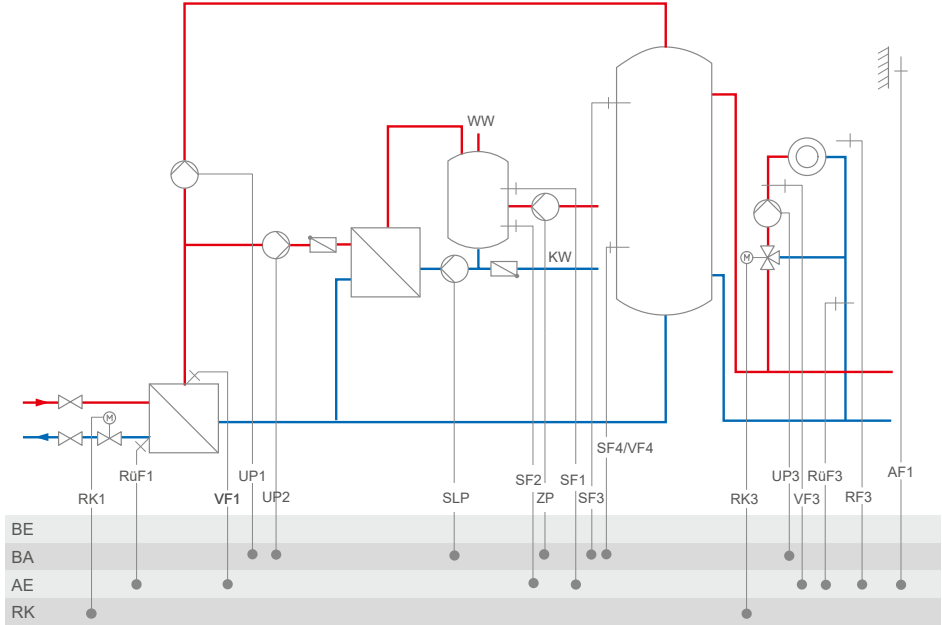 WW
KW
M
M
SF4/VF4
RüF1
UP1
SF2
SF1
UP3
RüF3
AF1
RK1
VF1
UP2
SLP
ZP
SF3
RK3
VF3
RF3
BE
BA
AE
RK